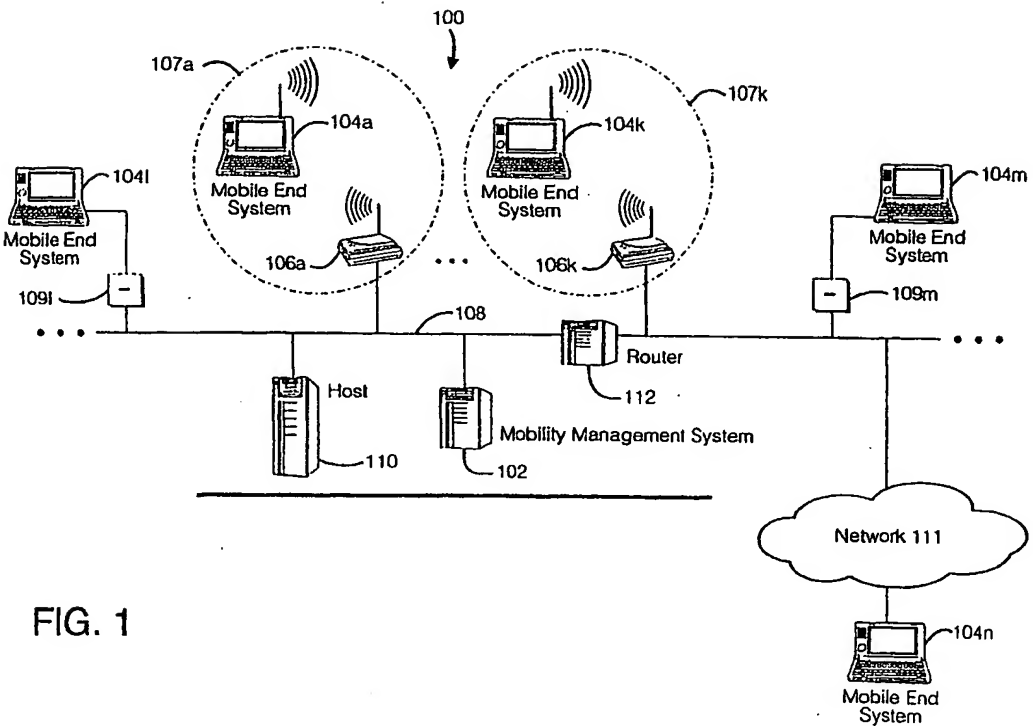 100
107a
107k
104a
104k
Mobile End
System
Mobile End
System
104l
104m
Mobile End
System
Mobile End
System
106a
• • •
106k
109l
109m
• • •
108
• • •
Router
112
Host
Mobility Management System
110
102
Network 111
FIG. 1
104n
Mobile End
System